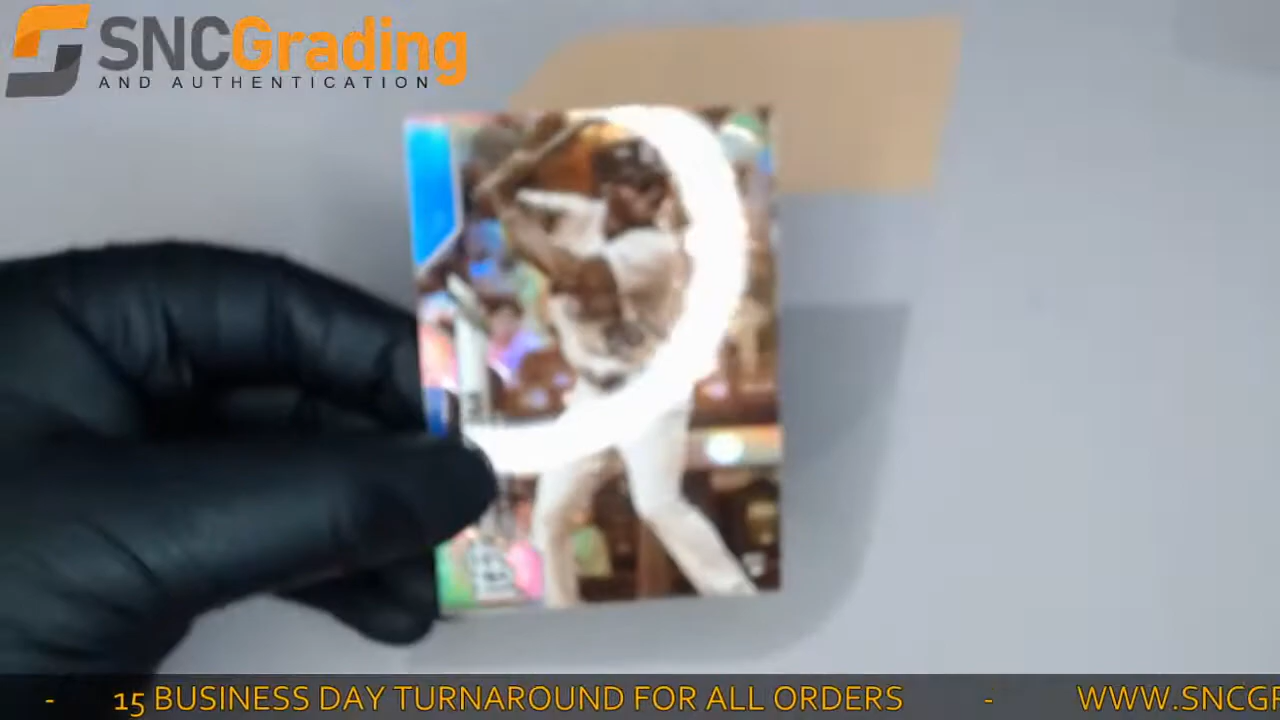 SNCGrading
AND AUTHENTICATION
- 15 BUSINESS DAY TURNAROUND FOR ALL ORDERS - WWW.SNCGR